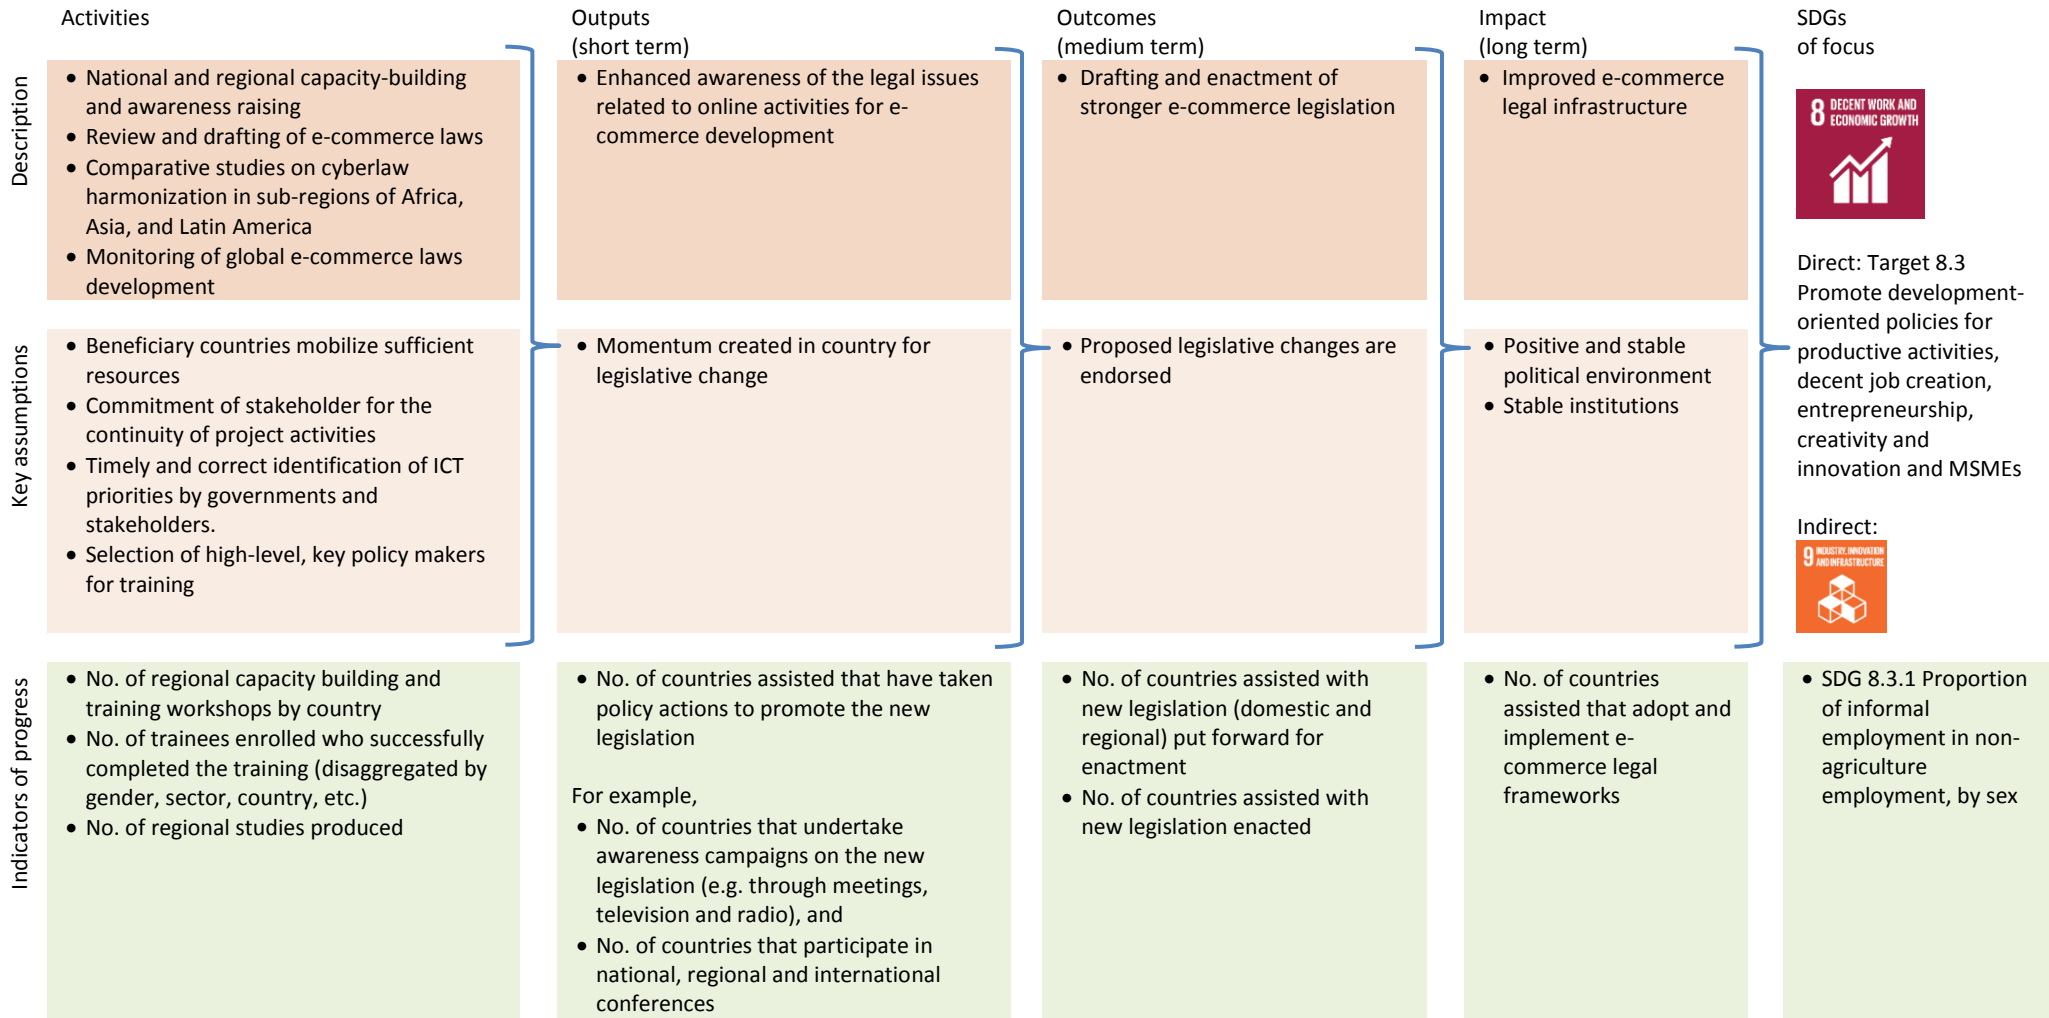 Activities
Outputs
(short term)
Outcomes
(medium term)
Impact
(long term)
SDGs
of focus
Description
• National and regional capacity-building
and awareness raising
• Review and drafting of e-commerce laws
• Comparative studies on cyberlaw
harmonization in sub-regions of Africa,
Asia, and Latin America
• Monitoring of global e-commerce laws
development
• Enhanced awareness of the legal issues
related to online activities for e-
commerce development
• Drafting and enactment of
stronger e-commerce legislation
• Improved e-commerce
legal infrastructure
8 DECENT WORK AND
ECONOMIC GROWTH
Direct: Target 8.3
Promote development-
oriented policies for
productive activities,
decent job creation,
entrepreneurship,
creativity and
innovation and MSMEs
Indirect:
9 INDUSTRY, INNOVATION
AND INFRASTRUCTURE
Key assumptions
• Beneficiary countries mobilize sufficient
resources
• Commitment of stakeholder for the
continuity of project activities
• Timely and correct identification of ICT
priorities by governments and
stakeholders.
• Selection of high-level, key policy makers
for training
• Momentum created in country for
legislative change
• Proposed legislative changes are
endorsed
• Positive and stable
political environment
• Stable institutions
Indicators of progress
• No. of regional capacity building and
training workshops by country
• No. of trainees enrolled who successfully
completed the training (disaggregated by
gender, sector, country, etc.)
• No. of regional studies produced
• No. of countries assisted that have taken
policy actions to promote the new
legislation
For example,
• No. of countries that undertake
awareness campaigns on the new
legislation (e.g. through meetings,
television and radio), and
• No. of countries that participate in
national, regional and international
conferences
• No. of countries assisted with
new legislation (domestic and
regional) put forward for
enactment
• No. of countries assisted with
new legislation enacted
• No. of countries
assisted that adopt and
implement e-
commerce legal
frameworks
• SDG 8.3.1 Proportion
of informal
employment in non-
agriculture
employment, by sex